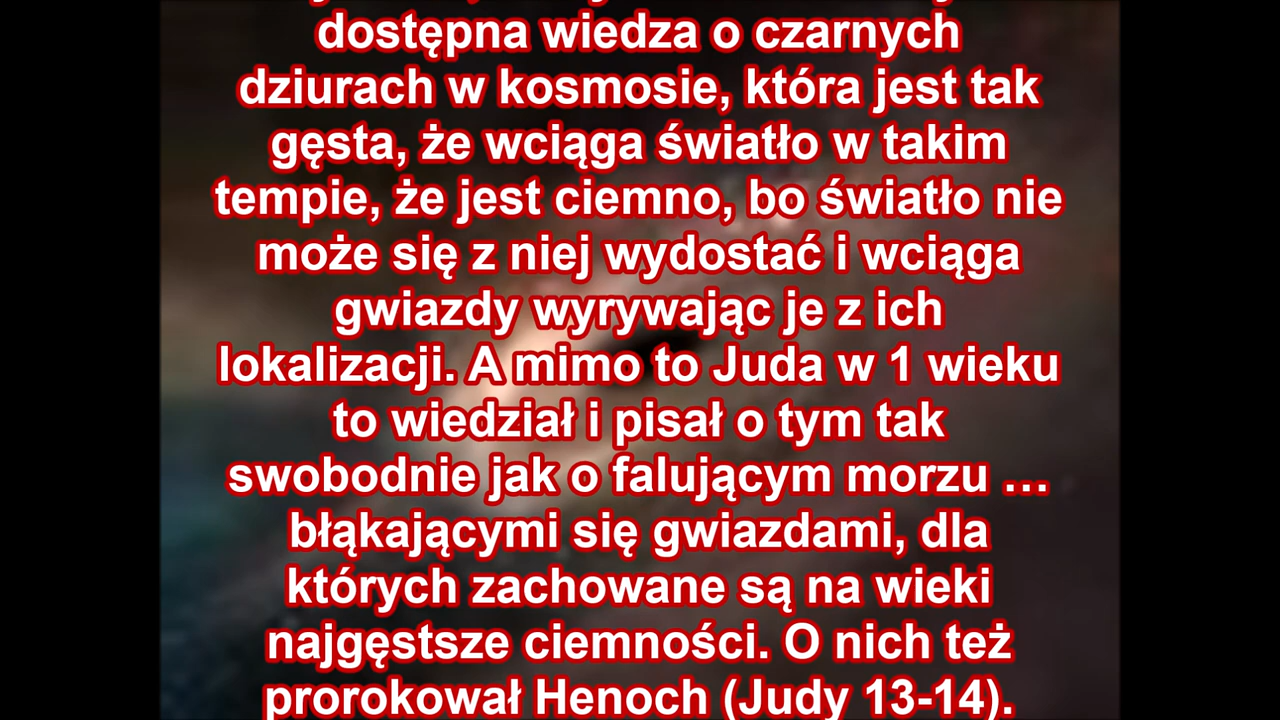 dostępna wiedza o czarnych
dziurach w kosmosie, która jest tak
gęsta, że wciąga światło w takim
tempie, że jest ciemno, bo światło nie
może się z niej wydostać i wciąga
gwiazdy wyrywając je z ich
lokalizacji. A mimo to Juda w 1 wieku
to wiedział i pisał o tym tak
swobodnie jak o falującym morzu …
błąkającymi się gwiazdami, dla
których zachowane są na wieki
najgęstsze ciemności. O nich też
prorokował Henoch (Judy 13-14).